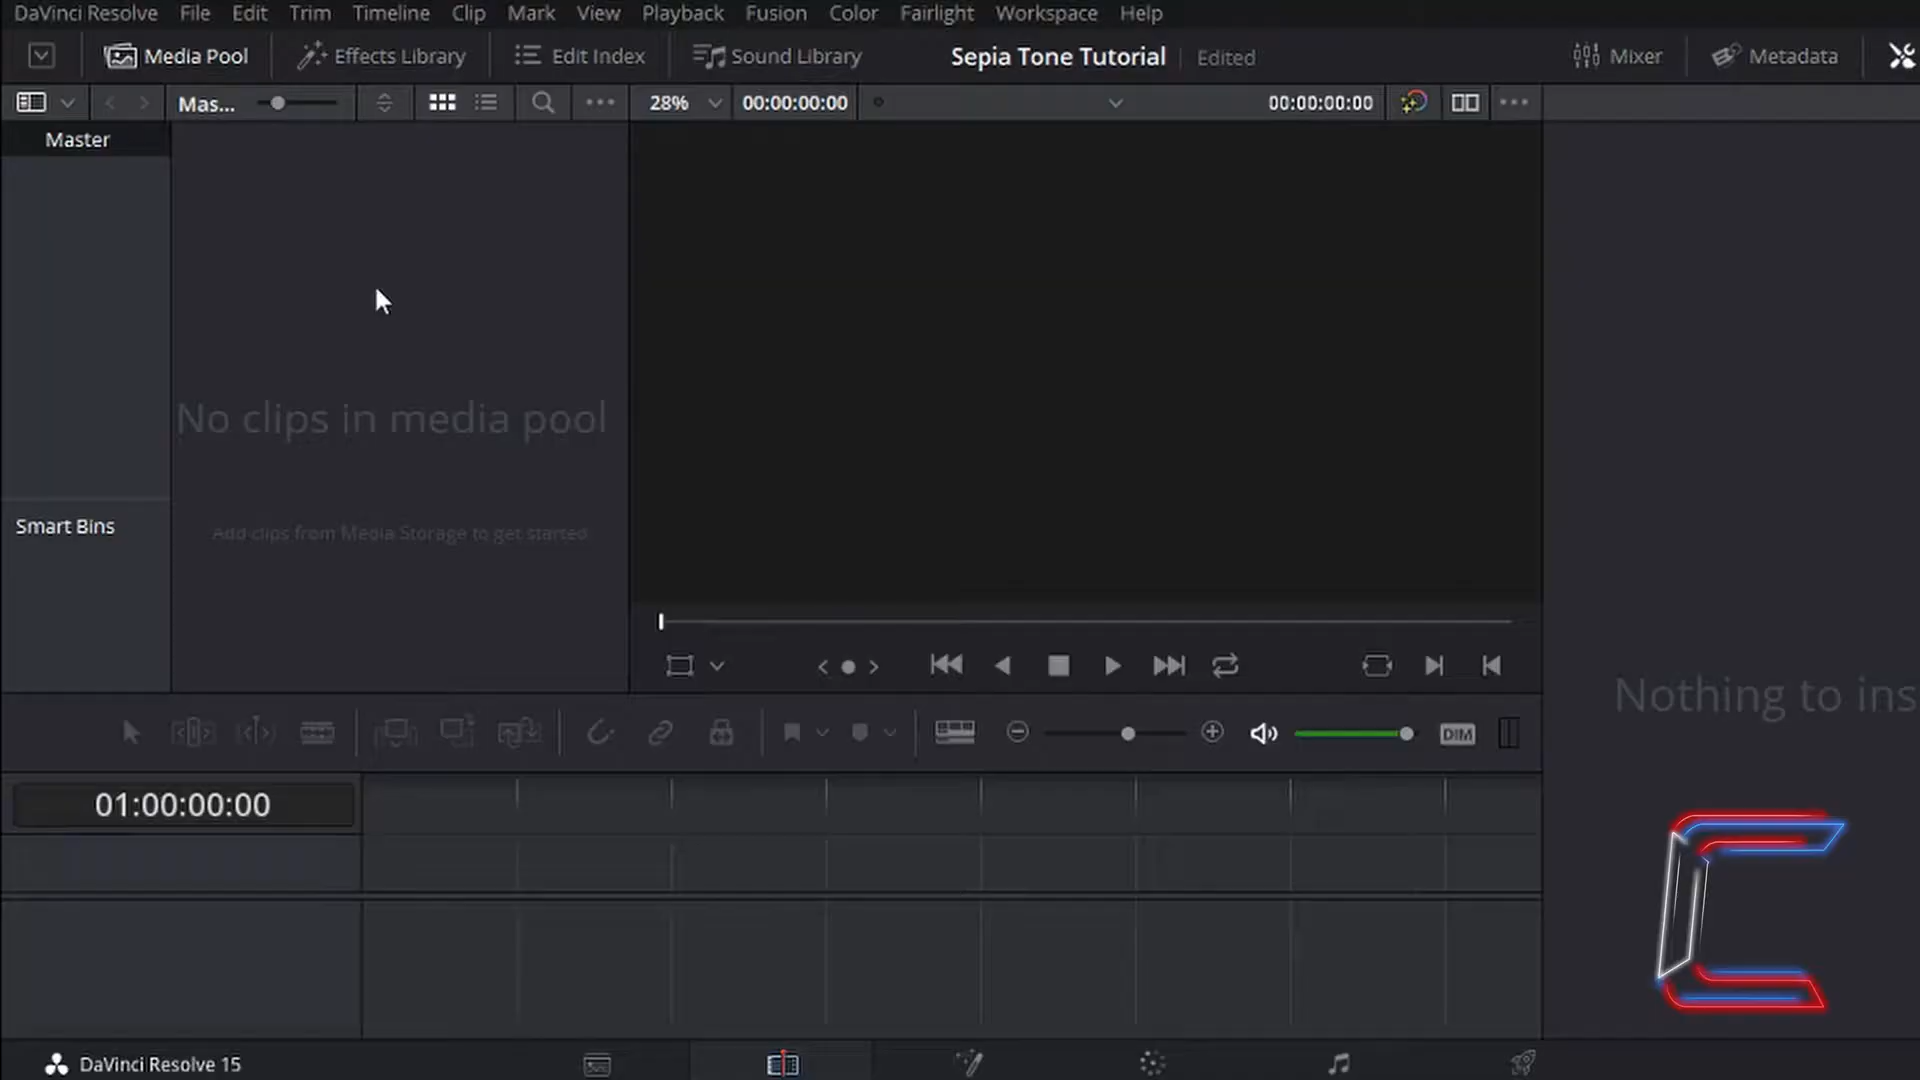 DaVinci Resolve File Edit Trim Timeline Clip Mark View Playback Fusion Color Fairlight Workspace Help
Media Pool Effects Library Edit Index Sound Library Sepia Tone Tutorial Edited Mixer Metadata
Mas... 28% 00:00:00:00 00:00:00:00
Master
No clips in media pool
Smart Bins
Add clips from Media Storage to get started
Nothing to ins
DIM
01:00:00:00
DaVinci Resolve 15